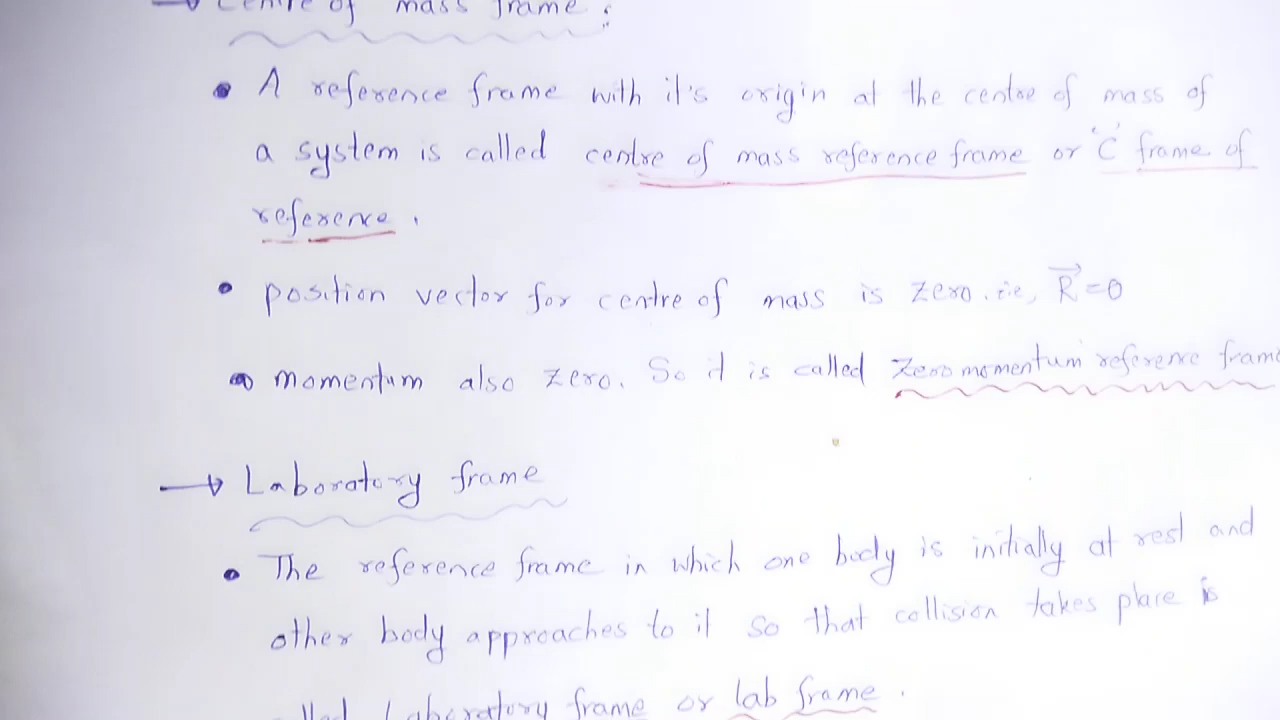 → Centre of mass frame :
• A reference frame with it's origin at the centre of mass of
a system is called centre of mass reference frame or 'C' frame of
reference .
• position vector for centre of mass is zero. ie, R⃗ = 0
• momentum also zero. So it is called zero momentum reference frame
→ Laboratory frame
• The reference frame in which one body is initially at rest and
other body approaches to it so that collision takes place is
called Laboratory frame or lab frame .